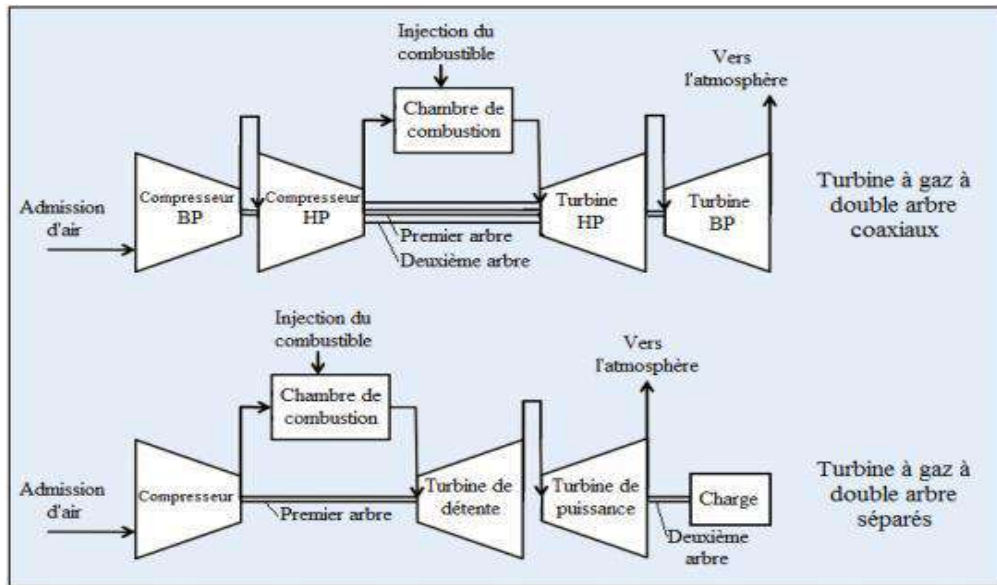 Injection du
combustible
Vers
l'atmosphère
Chambre de
combustion
Admission
d'air
Compresseur
BP
Compresseur
HP
Turbine
HP
Turbine
BP
Premier arbre
Deuxième arbre
Turbine à gaz à
double arbre
coaxiaux
Injection du
combustible
Vers
l'atmosphère
Chambre de
combustion
Admission
d'air
Compresseur
Premier arbre
Turbine de
détente
Turbine de
puissance
Charge
Deuxième
arbre
Turbine à gaz à
double arbre
séparés